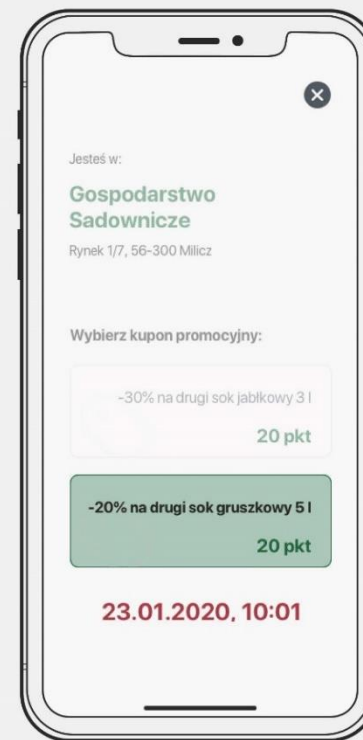 Jesteś w:
Gospodarstwo
Sadownicze
Rynek 1/7, 56-300 Milicz
Wybierz kupon promocyjny:
-30% na drugi sok jabłkowy 3 l
20 pkt
-20% na drugi sok gruszkowy 5 l
20 pkt
23.01.2020, 10:01